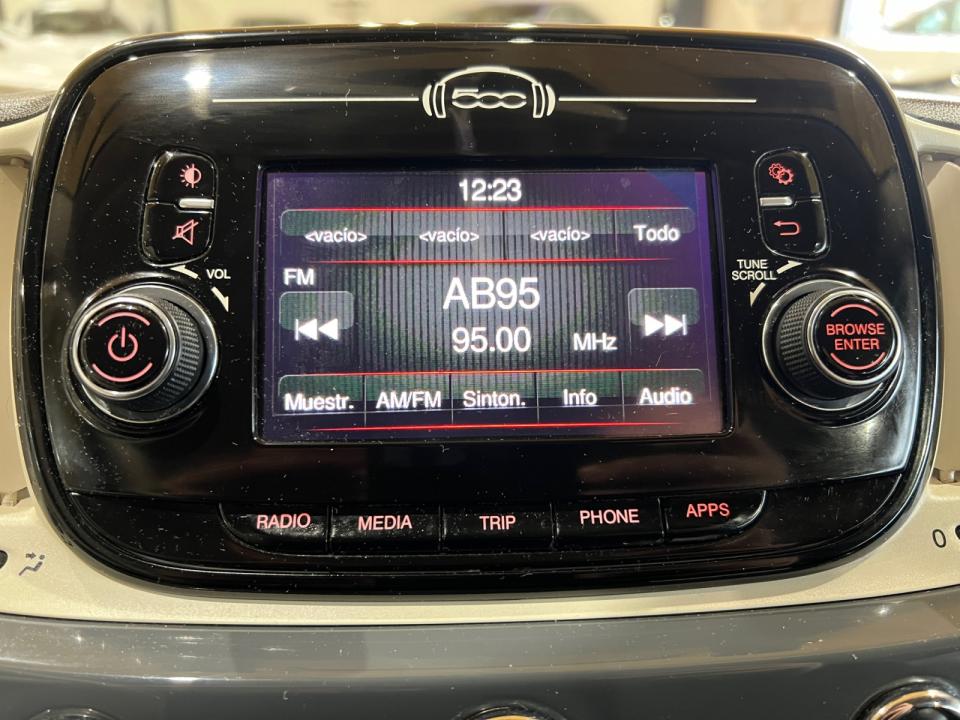 500
12:23
<vacío> <vacío> <vacío> Todo
FM
AB95
95.00 MHz
Muestr. AM/FM Sinton. Info Audio
VOL
TUNE
SCROLL
BROWSE
ENTER
RADIO MEDIA TRIP PHONE APPS
0